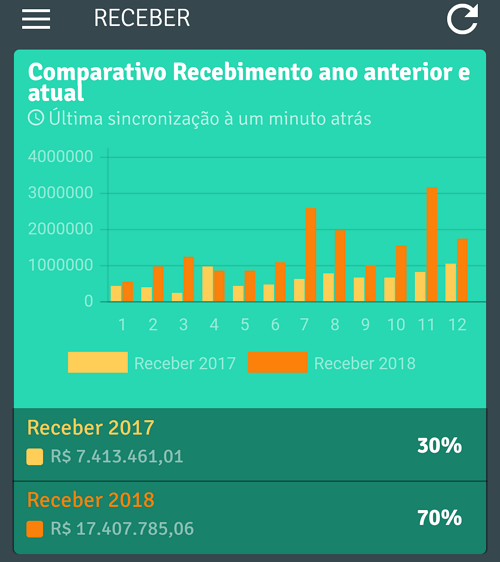 RECEBER
Comparativo Recebimento ano anterior e
atual
Última sincronização à um minuto atrás
4000000
3000000
2000000
1000000
0
1 2 3 4 5 6 7 8 9 10 11 12
Receber 2017 Receber 2018
Receber 2017
R$ 7.413.461,01
30%
Receber 2018
R$ 17.407.785,06
70%